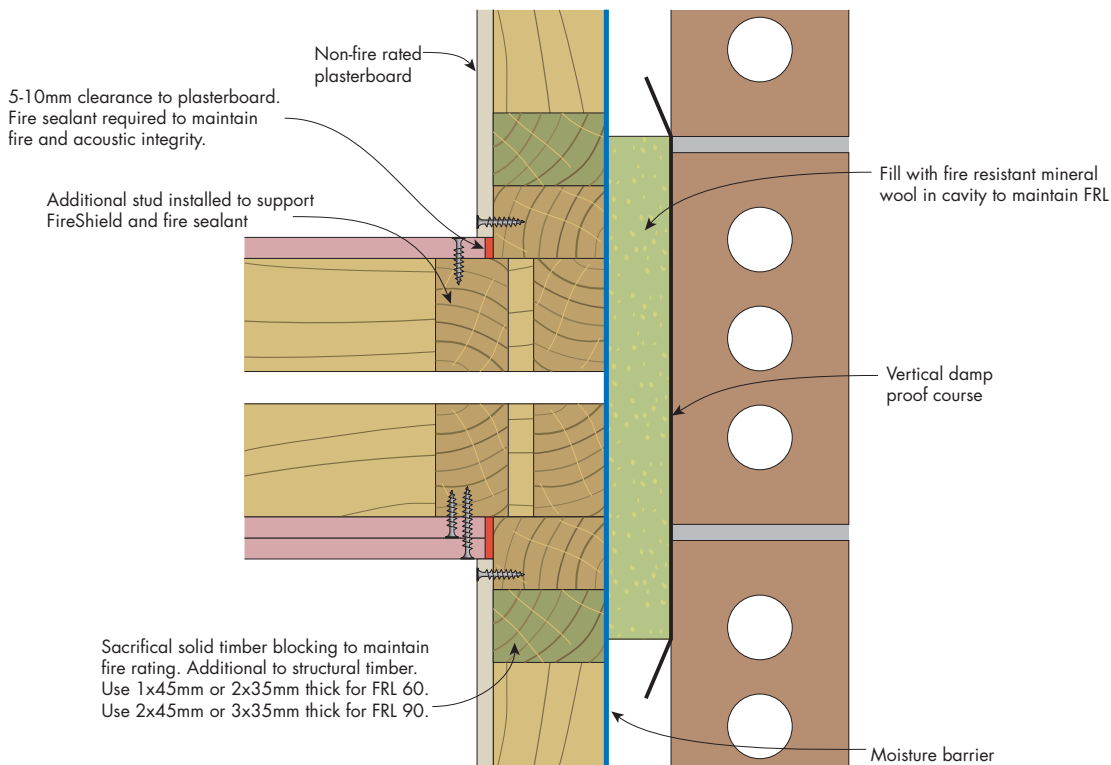 Non-fire rated
plasterboard
5-10mm clearance to plasterboard.
Fire sealant required to maintain
fire and acoustic integrity.
Additional stud installed to support
FireShield and fire sealant
Fill with fire resistant mineral
wool in cavity to maintain FRL
Vertical damp
proof course
Sacrifical solid timber blocking to maintain
fire rating. Additional to structural timber.
Use 1x45mm or 2x35mm thick for FRL 60.
Use 2x45mm or 3x35mm thick for FRL 90.
Moisture barrier